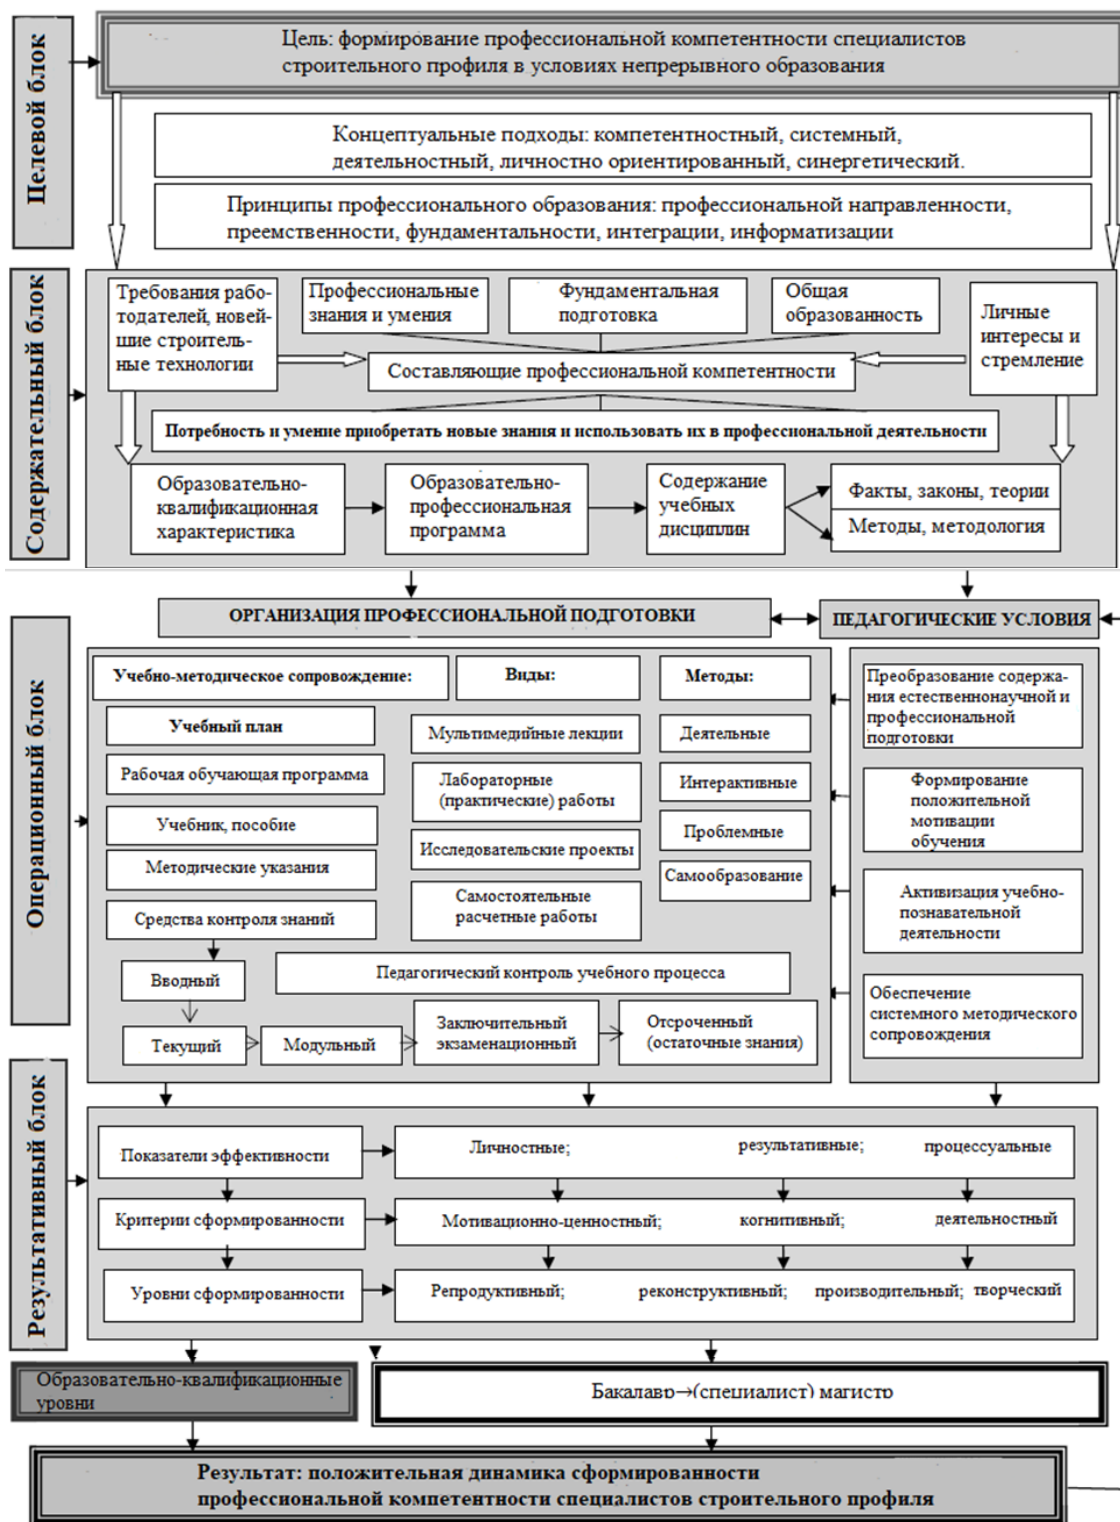 Целевой блок
Цель: формирование профессиональной компетентности специалистов
строительного профиля в условиях непрерывного образования
Концептуальные подходы: компетентностный, системный,
деятельностный, личностно ориентированный, синергетический.
Принципы профессионального образования: профессиональной направленности,
преемственности, фундаментальности, интеграции, информатизации
Содержательный блок
Требования рабо-
тодателей, новей-
шие строитель-
ные технологии
Профессиональные
знания и умения
Фундаментальная
подготовка
Общая
образованность
Личные
интересы и
стремление
Составляющие профессиональной компетентности
Потребность и умение приобретать новые знания и использовать их в профессиональной деятельности
Образовательно-
квалификационная
характеристика
Образовательно-
профессиональная
программа
Содержание
учебных
дисциплин
Факты, законы, теории
Методы, методология
Операционный блок
ОРГАНИЗАЦИЯ ПРОФЕССИОНАЛЬНОЙ ПОДГОТОВКИ
ПЕДАГОГИЧЕСКИЕ УСЛОВИЯ
Учебно-методическое сопровождение:
Учебный план
Рабочая обучающая программа
Учебник, пособие
Методические указания
Средства контроля знаний
Виды:
Мультимедийные лекции
Лабораторные
(практические) работы
Исследовательские проекты
Самостоятельные
расчетные работы
Методы:
Деятельные
Интерактивные
Проблемные
Самообразование
Преобразование содержа-
ния естественнонаучной и
профессиональной
подготовки
Формирование
положительной
мотивации
обучения
Активизация учебно-
познавательной
деятельности
Обеспечение
системного методического
сопровождения
Педагогический контроль учебного процесса
Вводный
Текущий
Модульный
Заключительный
экзаменационный
Отсроченный
(остаточные знания)
Результативный блок
Показатели эффективности
Личностные; результативные; процессуальные
Критерии сформированности
Мотивационно-ценностный; когнитивный; деятельностный
Уровни сформированности
Репродуктивный; реконструктивный; производительный; творческий
Образовательно-квалификационные
уровни
Бакалавр→(специалист) магистр
Результат: положительная динамика сформированности
профессиональной компетентности специалистов строительного профиля